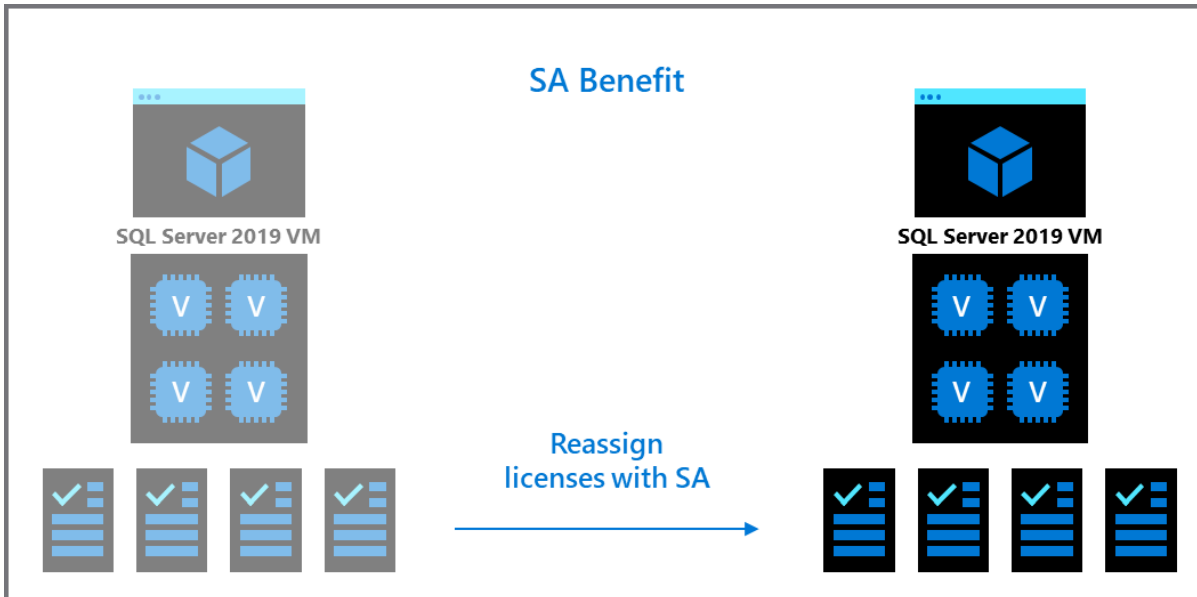 SA Benefit
SQL Server 2019 VM
V V
V V
Reassign
licenses with SA
SQL Server 2019 VM
V V
V V